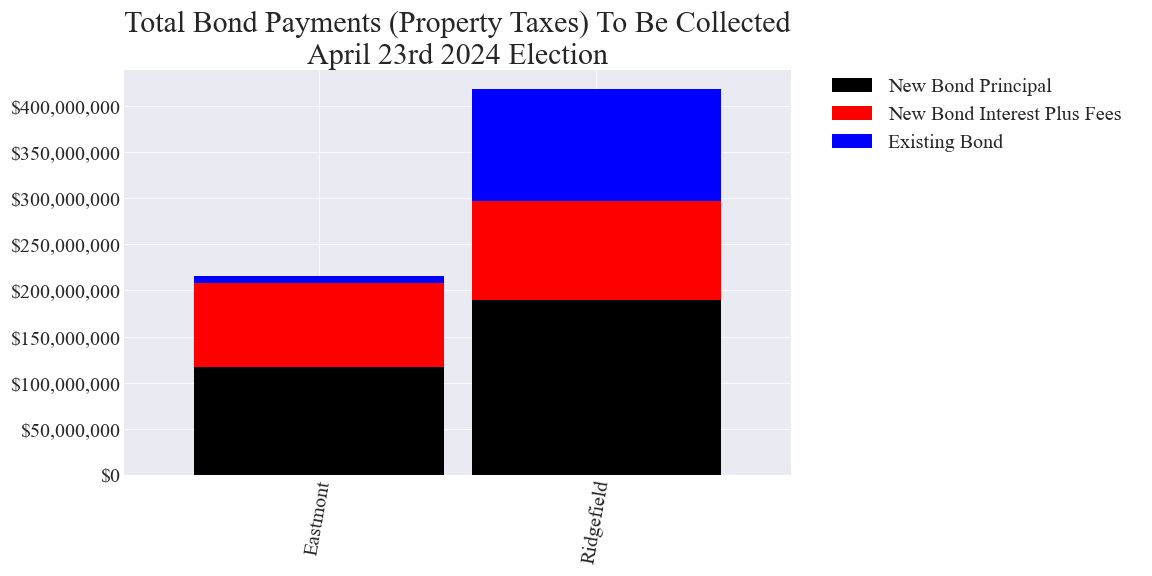 Total Bond Payments (Property Taxes) To Be Collected
April 23rd 2024 Election
New Bond Principal
New Bond Interest Plus Fees
Existing Bond
$400,000,000
$350,000,000
$300,000,000
$250,000,000
$200,000,000
$150,000,000
$100,000,000
$50,000,000
$0
Eastmont
Ridgefield